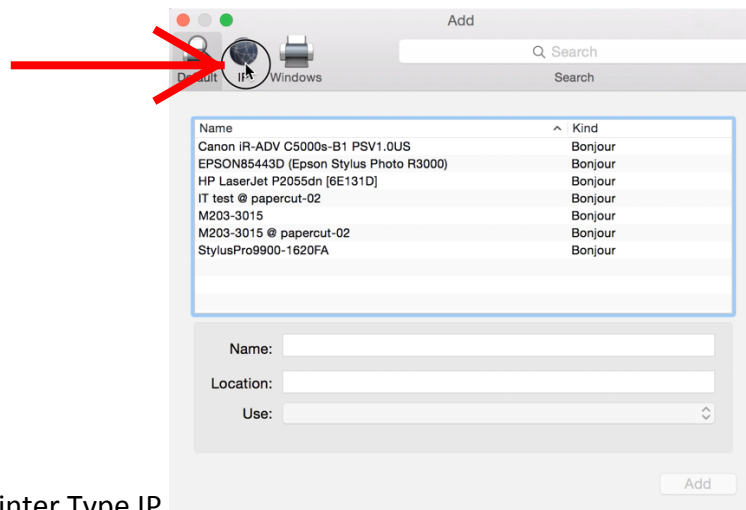 Add
Search
Default IP Windows Search
Name Kind
Canon iR-ADV C5000s-B1 PSV1.0US Bonjour
EPSON85443D (Epson Stylus Photo R3000) Bonjour
HP LaserJet P2055dn [6E131D] Bonjour
IT test @ papercut-02 Bonjour
M203-3015 Bonjour
M203-3015 @ papercut-02 Bonjour
StylusPro9900-1620FA Bonjour
Name:
Location:
Use:
Add
inter Type IP